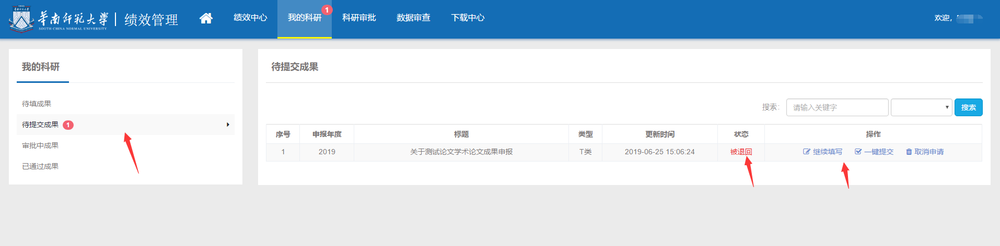 1933
華南師範大學 | 绩效管理
SOUTH CHINA NORMAL UNIVERSITY
绩效中心
我的科研 1
科研审批
数据审查
下载中心
欢迎,
我的科研
待填成果
待提交成果 1
审批中成果
已通过成果
待提交成果
搜索: 请输入关键字 搜索
序号 申报年度 标题 类型 更新时间 状态 操作
1 2019 关于测试论文学术论文成果申报 T类 2019-06-25 15:06:24 被退回 继续填写 一键提交 取消申请